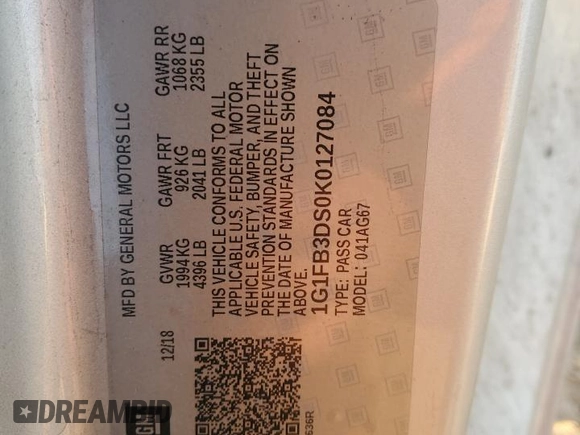 MFD BY GENERAL MOTORS LLC
12/18
GVWR GAWR FRT GAWR RR
1994 KG 926 KG 1068 KG
4396 LB 2041 LB 2355 LB
THIS VEHICLE CONFORMS TO ALL
APPLICABLE U.S. FEDERAL MOTOR
VEHICLE SAFETY, BUMPER, AND THEFT
PREVENTION STANDARDS IN EFFECT ON
THE DATE OF MANUFACTURE SHOWN
ABOVE.
1G1FB3DS0K0127084
TYPE: PASS CAR
MODEL: 041AG67
GM
DREAMBID